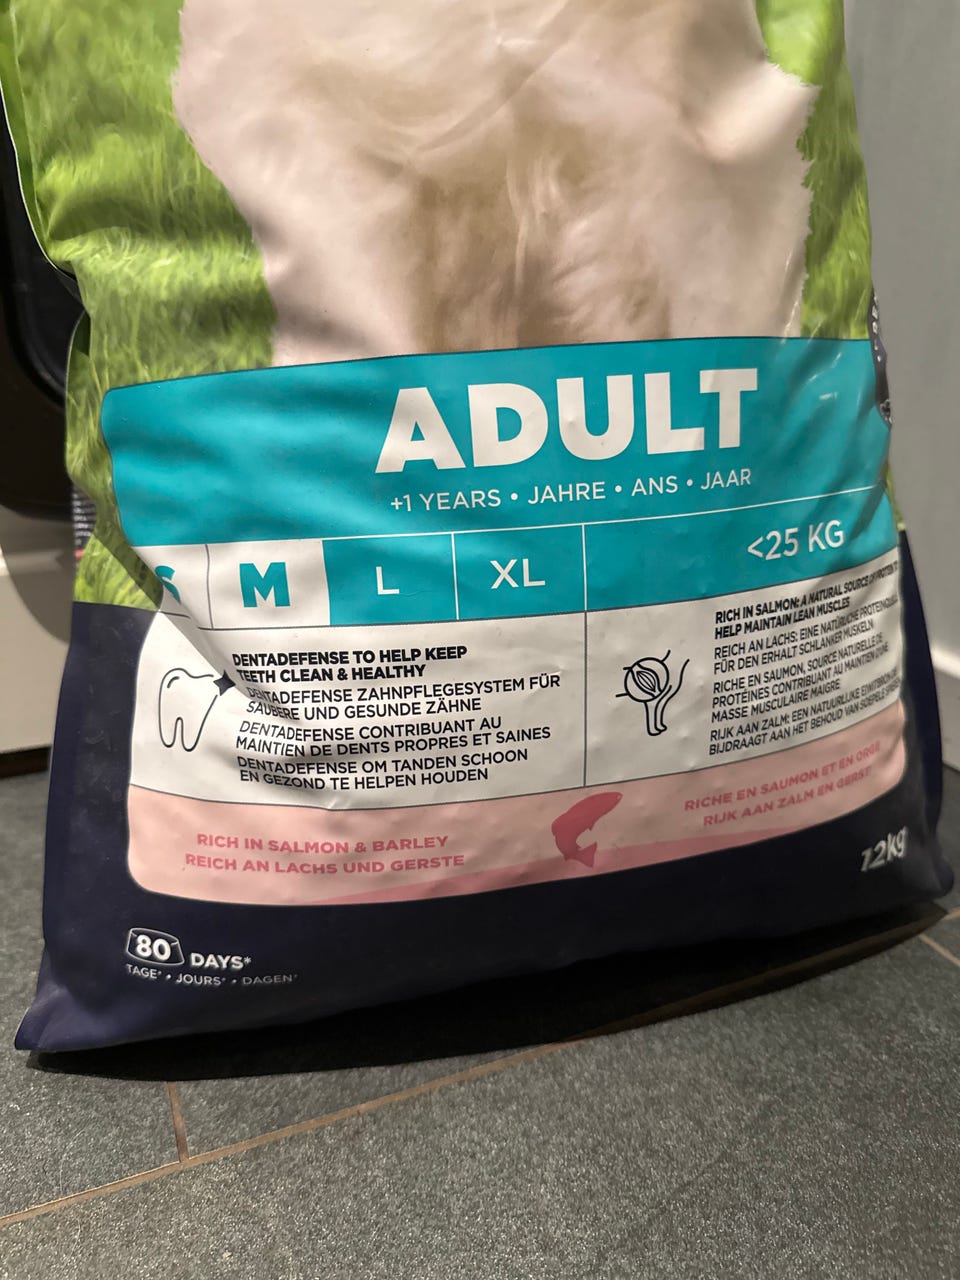 ADULT
+1 YEARS • JAHRE • ANS • JAAR
S M L XL
<25 KG
DENTADEFENSE TO HELP KEEP
TEETH CLEAN & HEALTHY
DENTADEFENSE ZAHNPFLEGESYSTEM FÜR
SAUBERE UND GESUNDE ZÄHNE
DENTADEFENSE CONTRIBUANT AU
MAINTIEN DE DENTS PROPRES ET SAINES
DENTADEFENSE OM TANDEN SCHOON
EN GEZOND TE HELPEN HOUDEN
RICH IN SALMON: A NATURAL SOURCE OF PROTEIN TO
HELP MAINTAIN LEAN MUSCLES
REICH AN LACHS: EINE NATÜRLICHE
FÜR DEN ERHALT SCHLANKER MUSKELN
RICHE EN SAUMON, SOURCE NATURELLE DE
PROTÉINES CONTRIBUANT AU MAINTIEN D'UNE
MASSE MUSCULAIRE MAIGRE
RIJK AAN ZALM: EEN NATUURLIJKE
BIJDRAAGT AAN HET BEHOUD VAN SOEPELE
RICH IN SALMON & BARLEY
REICH AN LACHS UND GERSTE
RICHE EN SAUMON ET EN ORGE
RIJK AAN ZALM EN GERST
12kg
80 DAYS*
TAGE* • JOURS* • DAGEN*